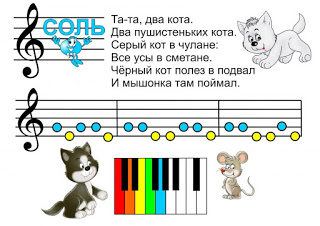 СОЛЬ
Та-та, два кота.
Два пушистеньких кота.
Серый кот в чулане:
Все усы в сметане.
Чёрный кот полез в подвал
И мышонка там поймал.